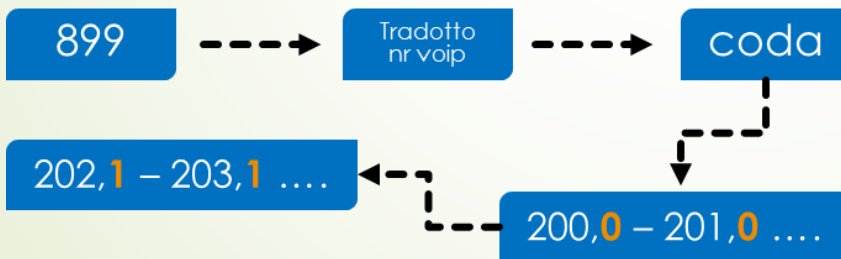 899
Tradotto
nr voip
coda
202,1 – 203,1 ....
200,0 – 201,0 ....